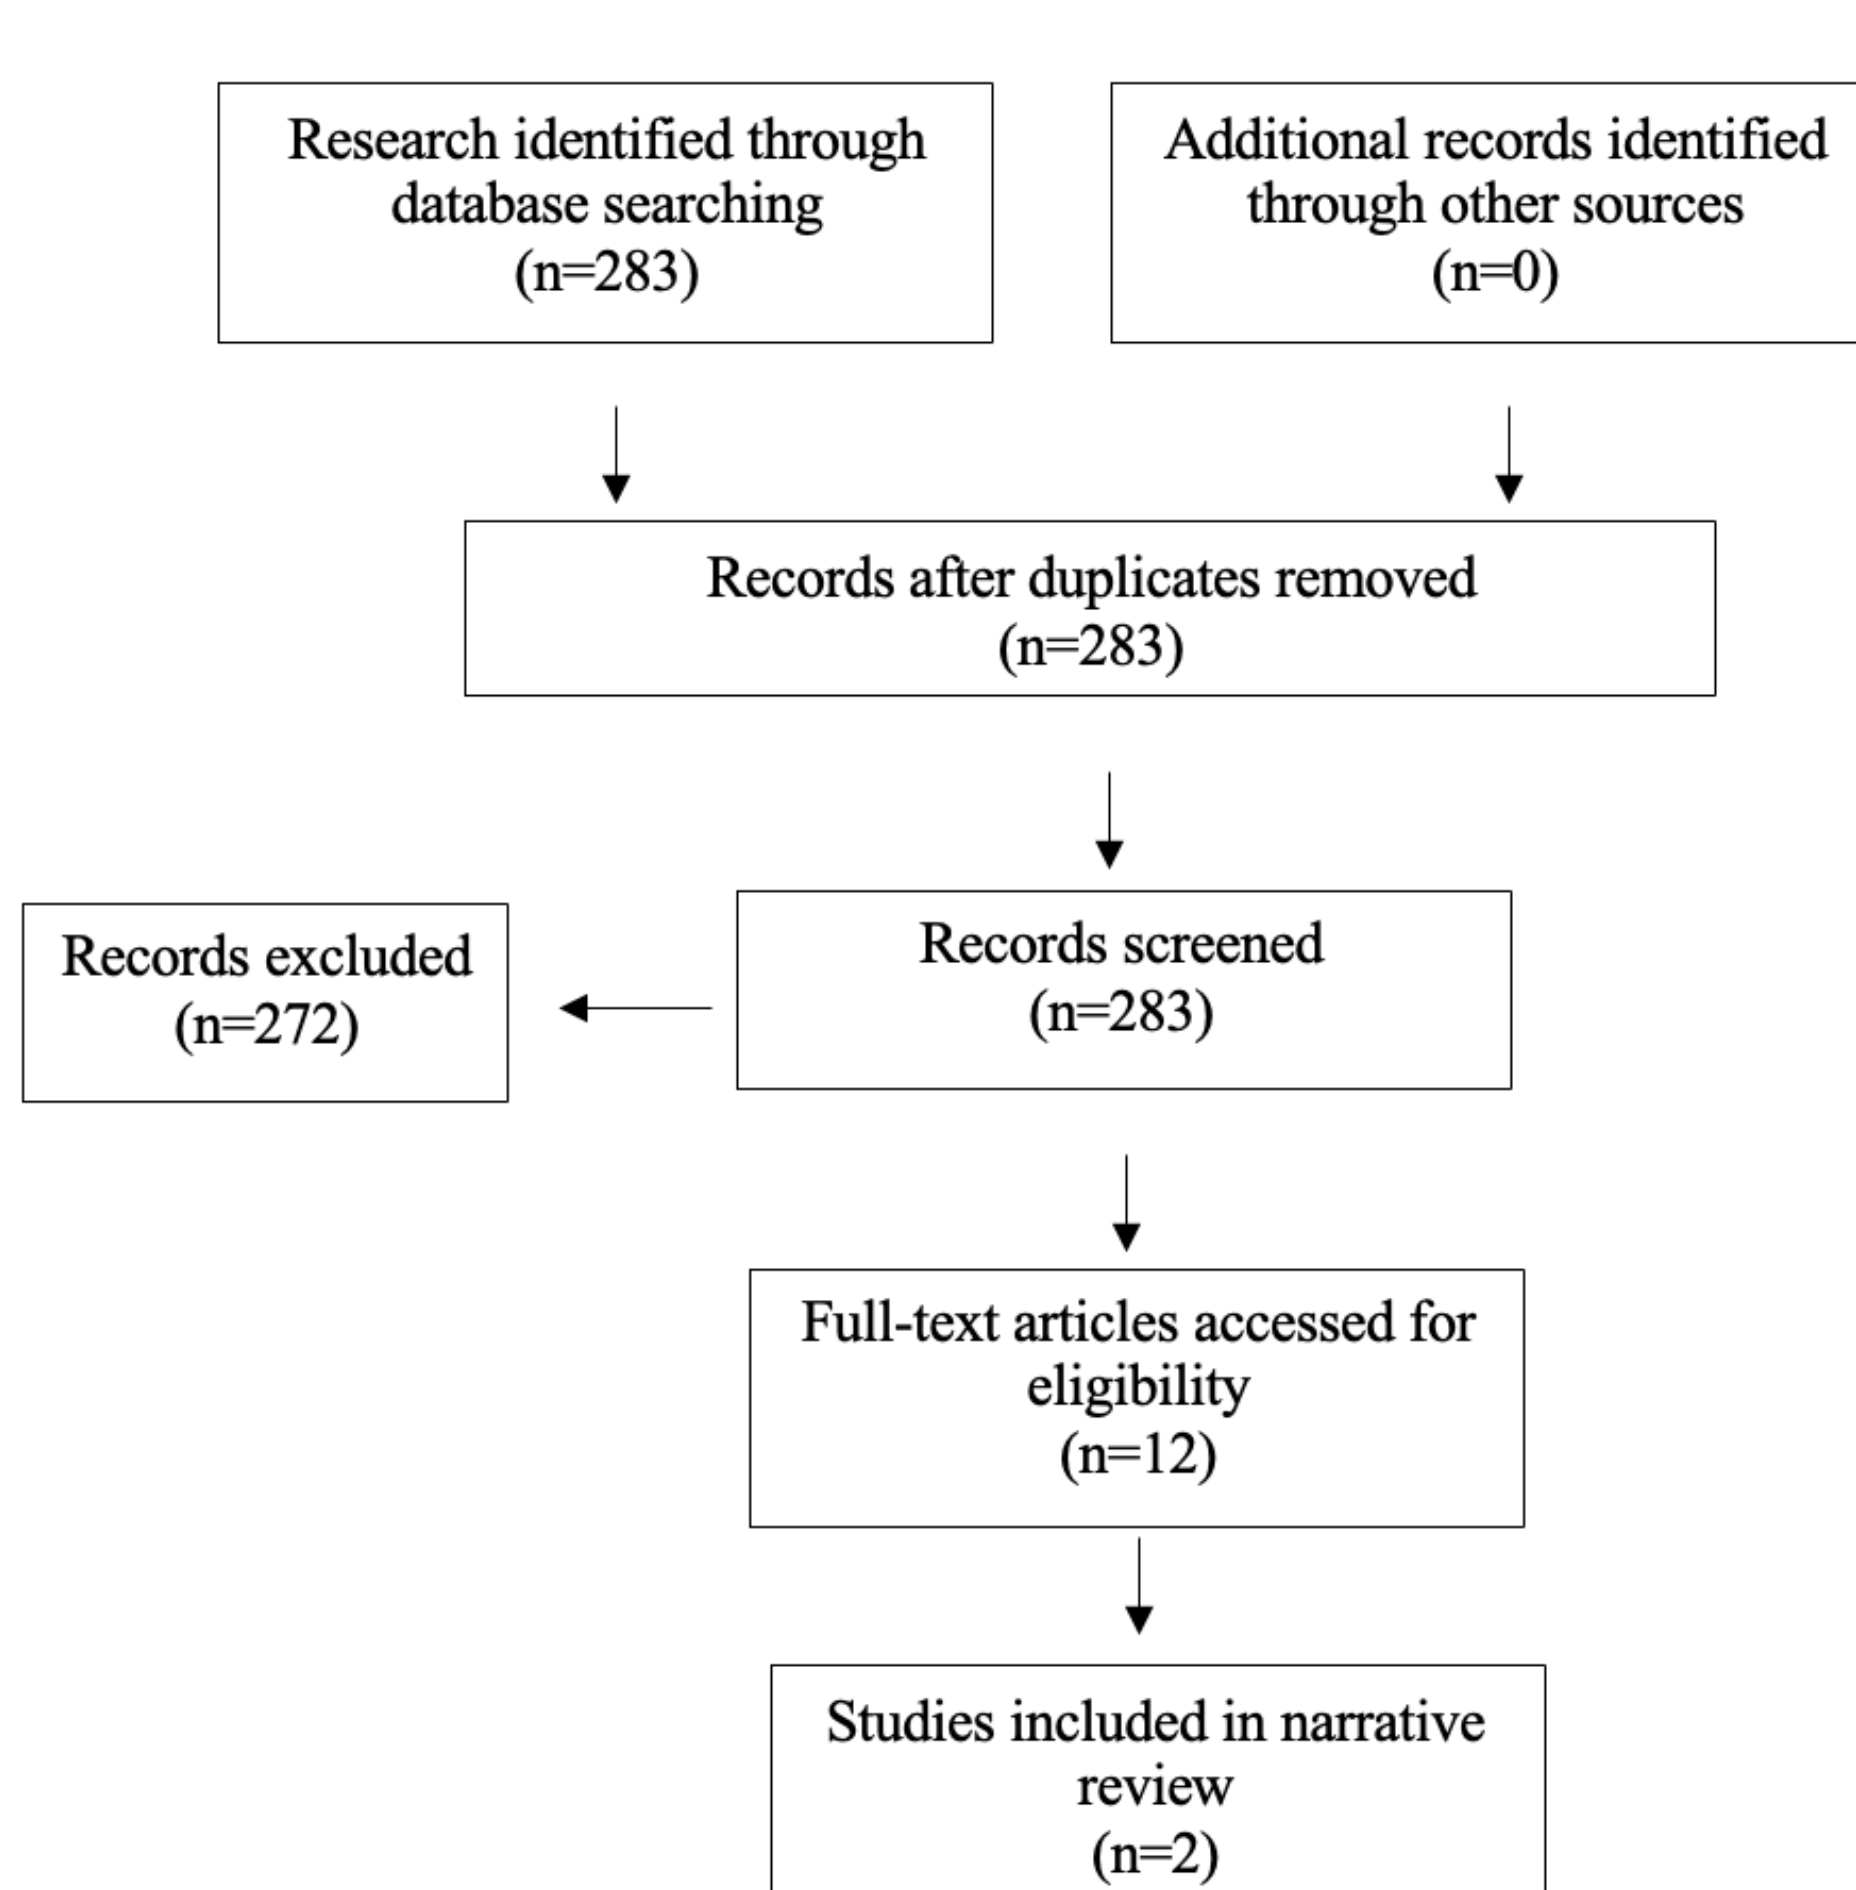 Research identified through
database searching
(n=283)
Additional records identified
through other sources
(n=0)
Records after duplicates removed
(n=283)
Records excluded
(n=272)
Records screened
(n=283)
Full-text articles accessed for
eligibility
(n=12)
Studies included in narrative
review
(n=2)